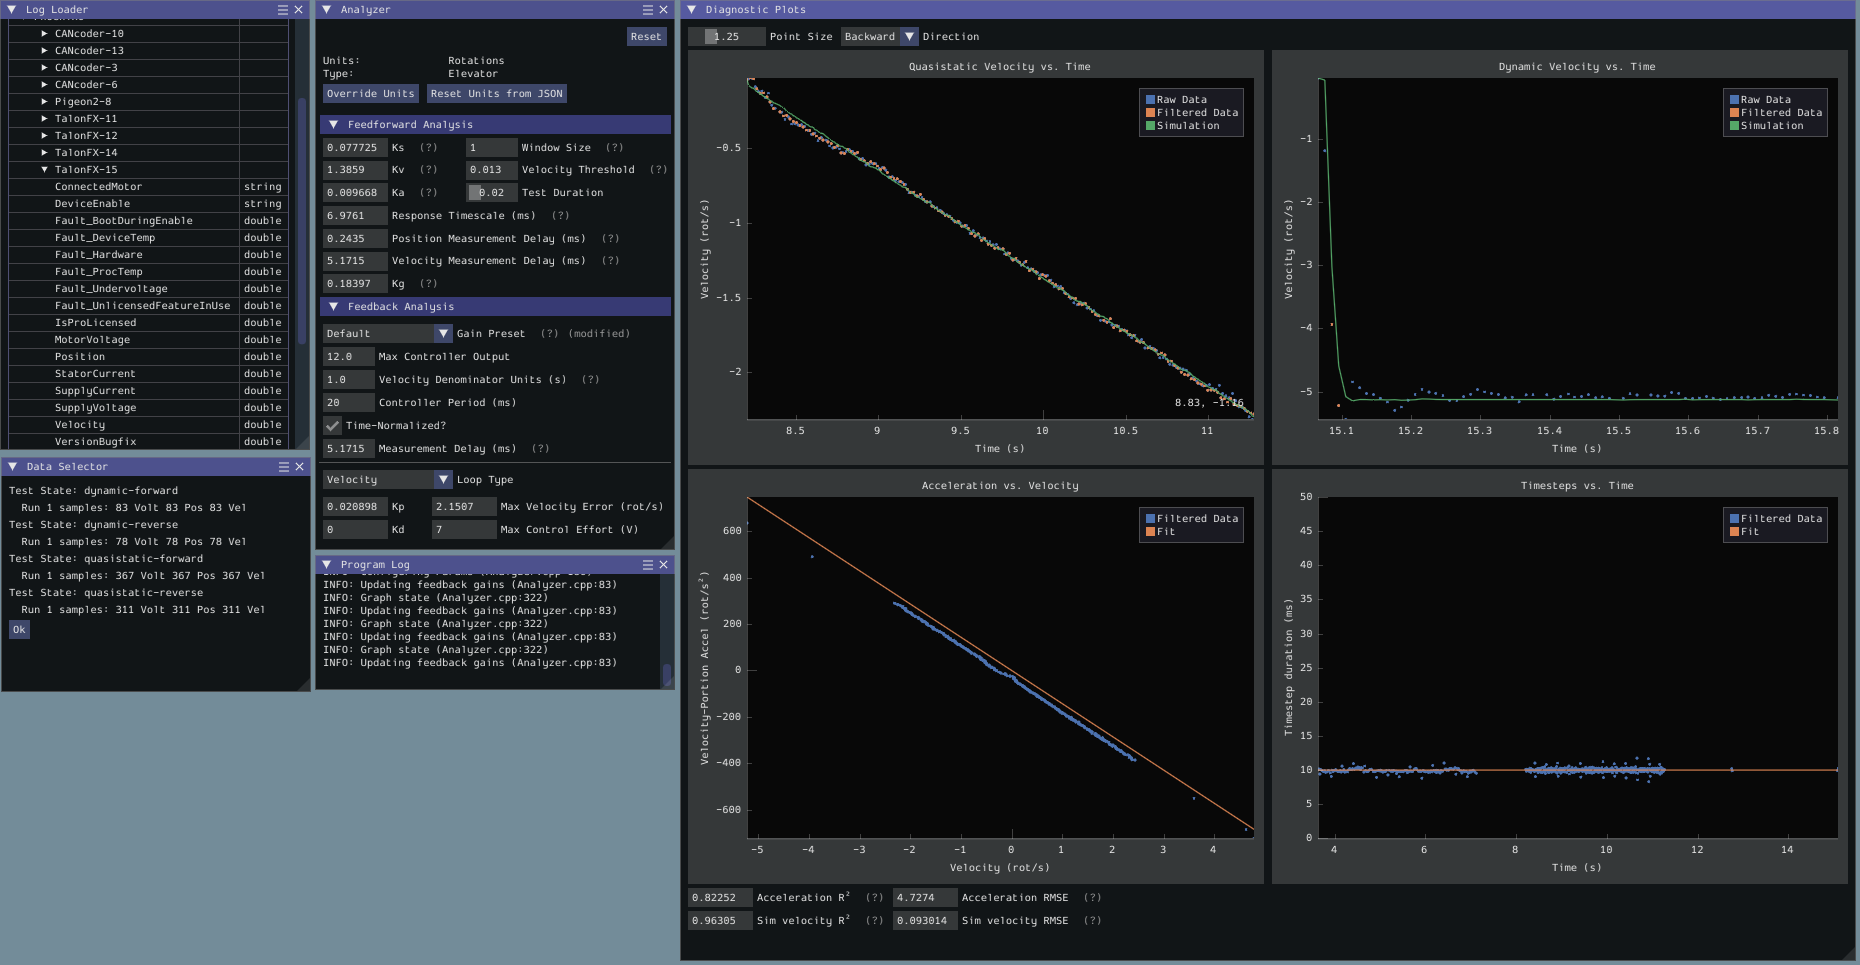 Log Loader
CANcoder-10
CANcoder-13
CANcoder-3
CANcoder-6
Pigeon2-8
TalonFX-11
TalonFX-12
TalonFX-14
TalonFX-15
ConnectedMotor string
DeviceEnable string
Fault_BootDuringEnable double
Fault_DeviceTemp double
Fault_Hardware double
Fault_ProcTemp double
Fault_Undervoltage double
Fault_UnlicensedFeatureInUse double
IsProLicensed double
MotorVoltage double
Position double
StatorCurrent double
SupplyCurrent double
SupplyVoltage double
Velocity double
VersionBugfix double
Data Selector
Test State: dynamic-forward
Run 1 samples: 83 Volt 83 Pos 83 Vel
Test State: dynamic-reverse
Run 1 samples: 78 Volt 78 Pos 78 Vel
Test State: quasistatic-forward
Run 1 samples: 367 Volt 367 Pos 367 Vel
Test State: quasistatic-reverse
Run 1 samples: 311 Volt 311 Pos 311 Vel
Ok
Analyzer
Reset
Units: Rotations
Type: Elevator
Override Units Reset Units from JSON
Feedforward Analysis
0.077725 Ks (?) 1 Window Size (?)
1.3859 Kv (?) 0.013 Velocity Threshold (?)
0.009668 Ka (?) 0.02 Test Duration
6.9761 Response Timescale (ms) (?)
0.2435 Position Measurement Delay (ms) (?)
5.1715 Velocity Measurement Delay (ms) (?)
0.18397 Kg (?)
Feedback Analysis
Default Gain Preset (?) (modified)
12.0 Max Controller Output
1.0 Velocity Denominator Units (s) (?)
20 Controller Period (ms)
Time-Normalized?
5.1715 Measurement Delay (ms) (?)
Velocity Loop Type
0.020898 Kp 2.1507 Max Velocity Error (rot/s)
0 Kd 7 Max Control Effort (V)
Program Log
INFO: Updating feedback gains (Analyzer.cpp:83)
INFO: Graph state (Analyzer.cpp:322)
INFO: Updating feedback gains (Analyzer.cpp:83)
INFO: Graph state (Analyzer.cpp:322)
INFO: Updating feedback gains (Analyzer.cpp:83)
INFO: Graph state (Analyzer.cpp:322)
INFO: Updating feedback gains (Analyzer.cpp:83)
Diagnostic Plots
1.25 Point Size Backward Direction
Quasistatic Velocity vs. Time
Raw Data
Filtered Data
Simulation
Velocity (rot/s)
-0.5
-1
-1.5
-2
8.83, -1.16
8.5 9 9.5 10 10.5 11
Time (s)
Dynamic Velocity vs. Time
Raw Data
Filtered Data
Simulation
Velocity (rot/s)
-1
-2
-3
-4
-5
15.1 15.2 15.3 15.4 15.5 15.6 15.7 15.8
Time (s)
Acceleration vs. Velocity
Filtered Data
Fit
Velocity-Portion Accel (rot/s²)
600
400
200
0
-200
-400
-600
-5 -4 -3 -2 -1 0 1 2 3 4
Velocity (rot/s)
Timesteps vs. Time
Filtered Data
Fit
Timestep duration (ms)
50
45
40
35
30
25
20
15
10
5
0
4 6 8 10 12 14
Time (s)
0.82252 Acceleration R² (?) 4.7274 Acceleration RMSE (?)
0.96305 Sim velocity R² (?) 0.093014 Sim velocity RMSE (?)